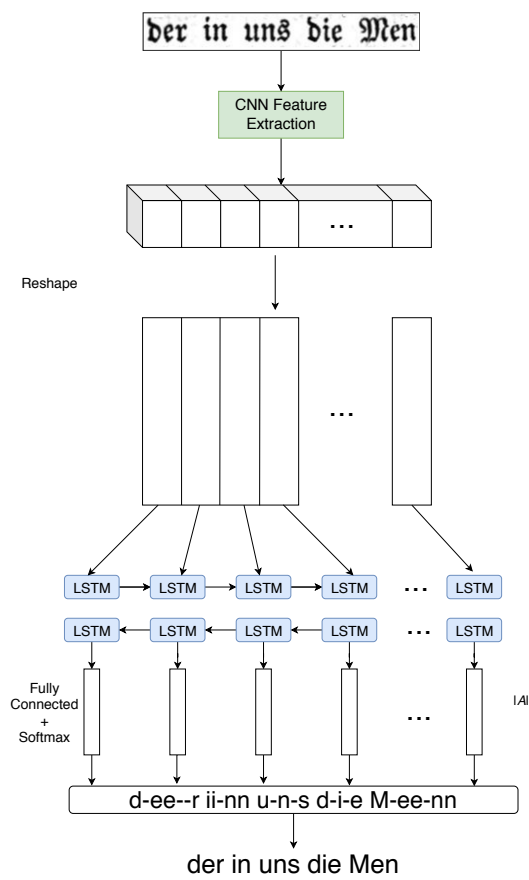 der in uns die Men
CNN Feature
Extraction
...
Reshape
...
LSTM LSTM LSTM LSTM ... LSTM
LSTM LSTM LSTM LSTM ... LSTM
Fully
Connected
+
Softmax
...
|A|
d-ee--r ii-nn u-n-s d-i-e M-ee-nn
der in uns die Men